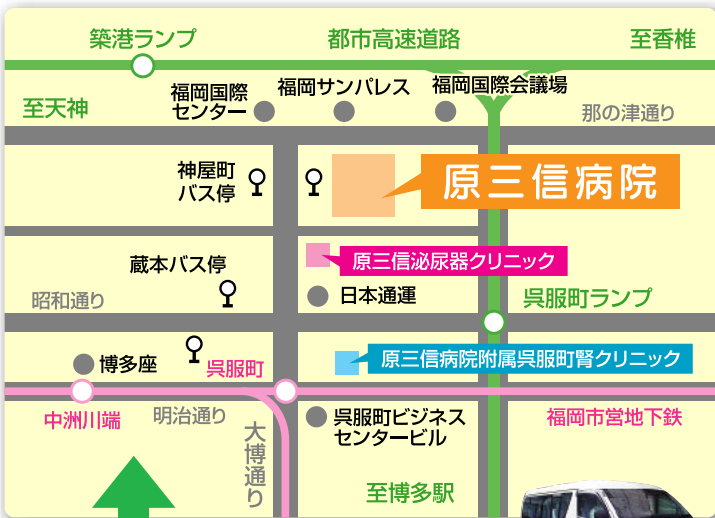 築港ランプ
都市高速道路
至香椎
福岡国際
センター
福岡サンパレス
福岡国際会議場
至天神
那の津通り
神屋町
バス停
原三信病院
蔵本バス停
原三信泌尿器クリニック
昭和通り
日本通運
呉服町ランプ
博多座
呉服町
原三信病院附属呉服町腎クリニック
中洲川端
明治通り
大博通り
呉服町ビジネス
センタービル
福岡市営地下鉄
至博多駅